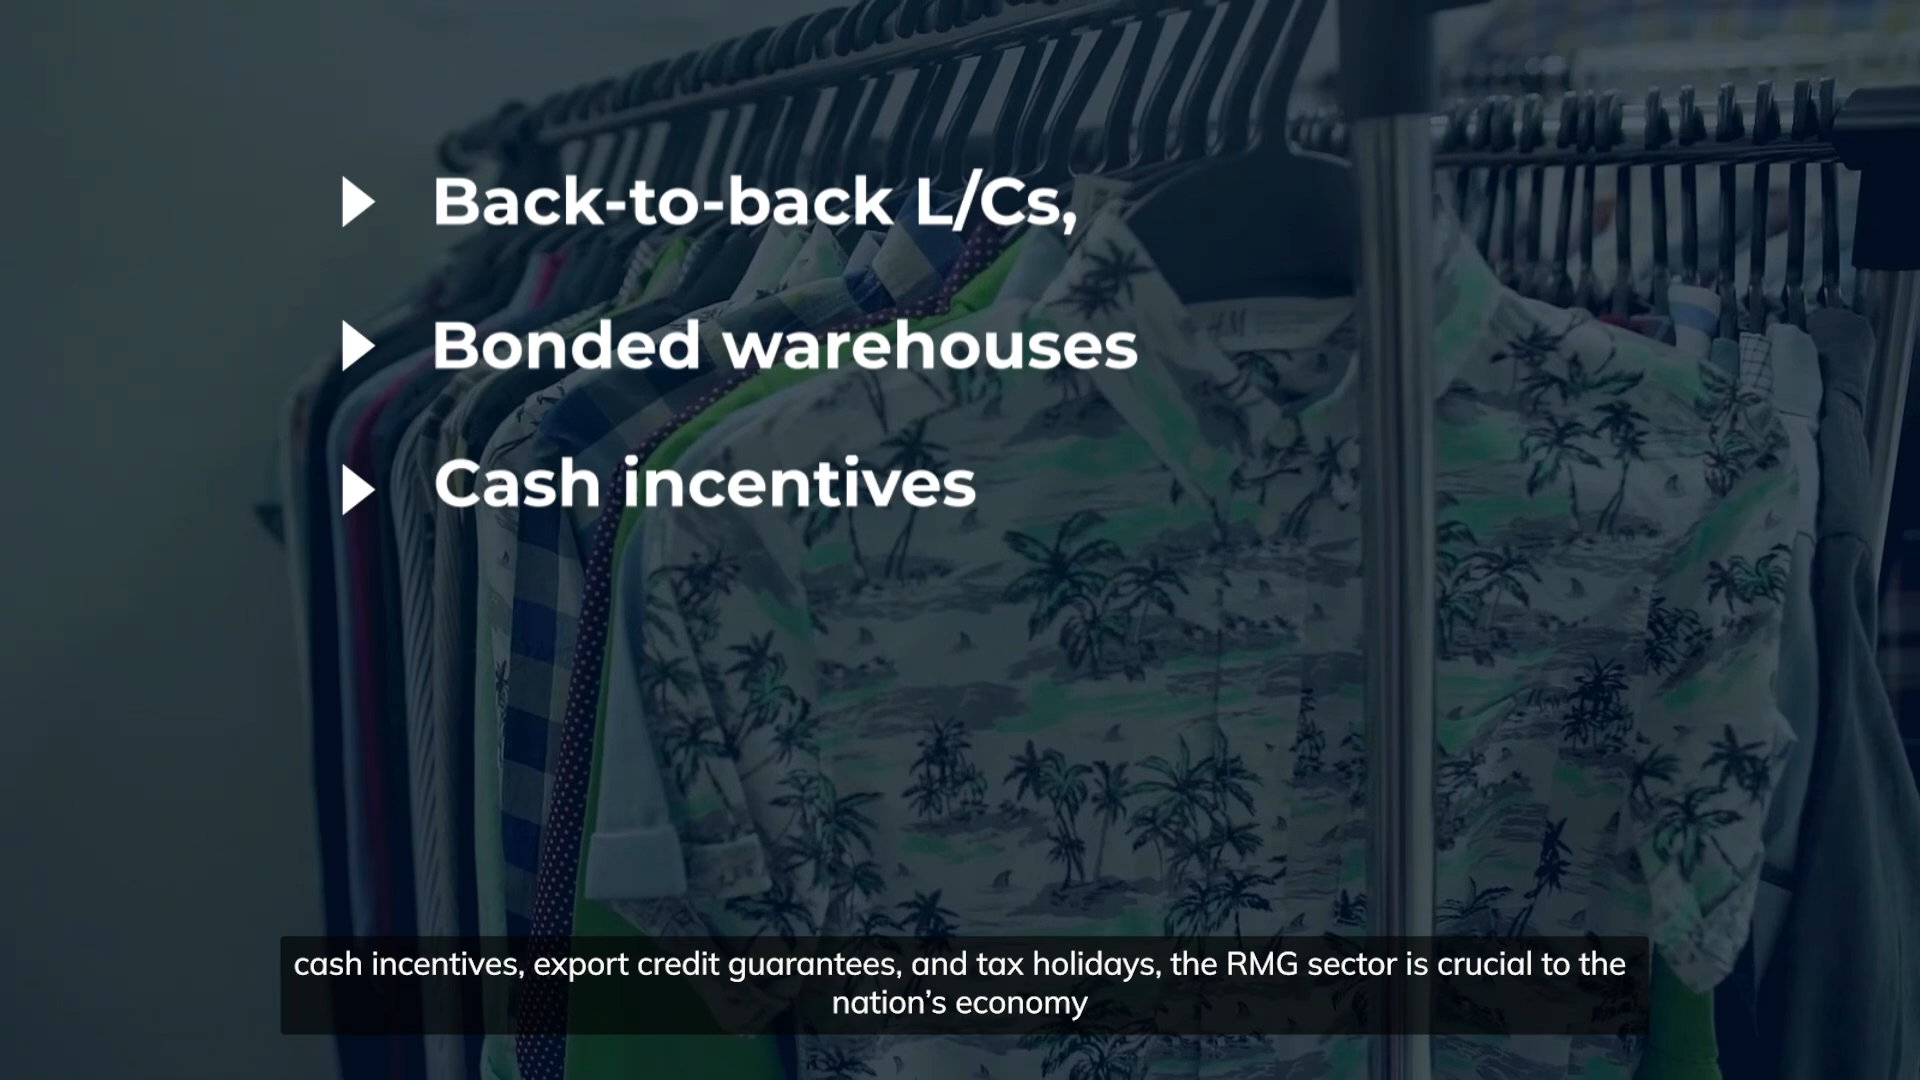 Back-to-back L/Cs,
Bonded warehouses
Cash incentives
cash incentives, export credit guarantees, and tax holidays, the RMG sector is crucial to the
nation’s economy